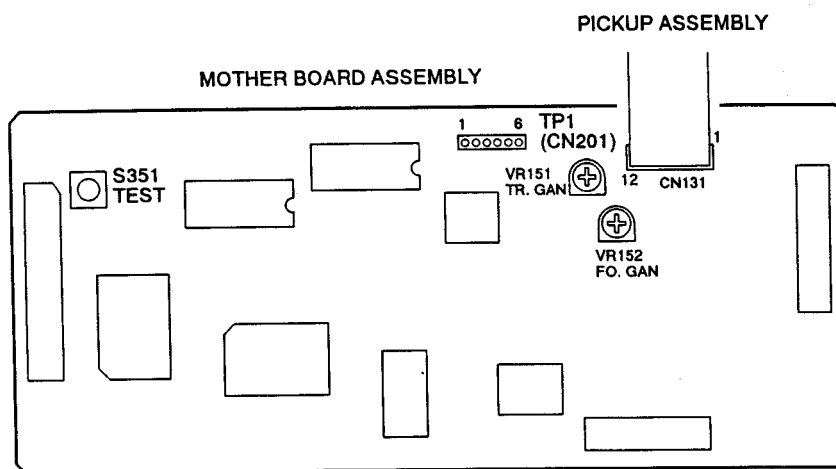 PICKUP ASSEMBLY
MOTHER BOARD ASSEMBLY
1 6 TP1
(CN201)
1
S351
TEST
VR151
TR. GAN
12 CN131
VR152
FO. GAN